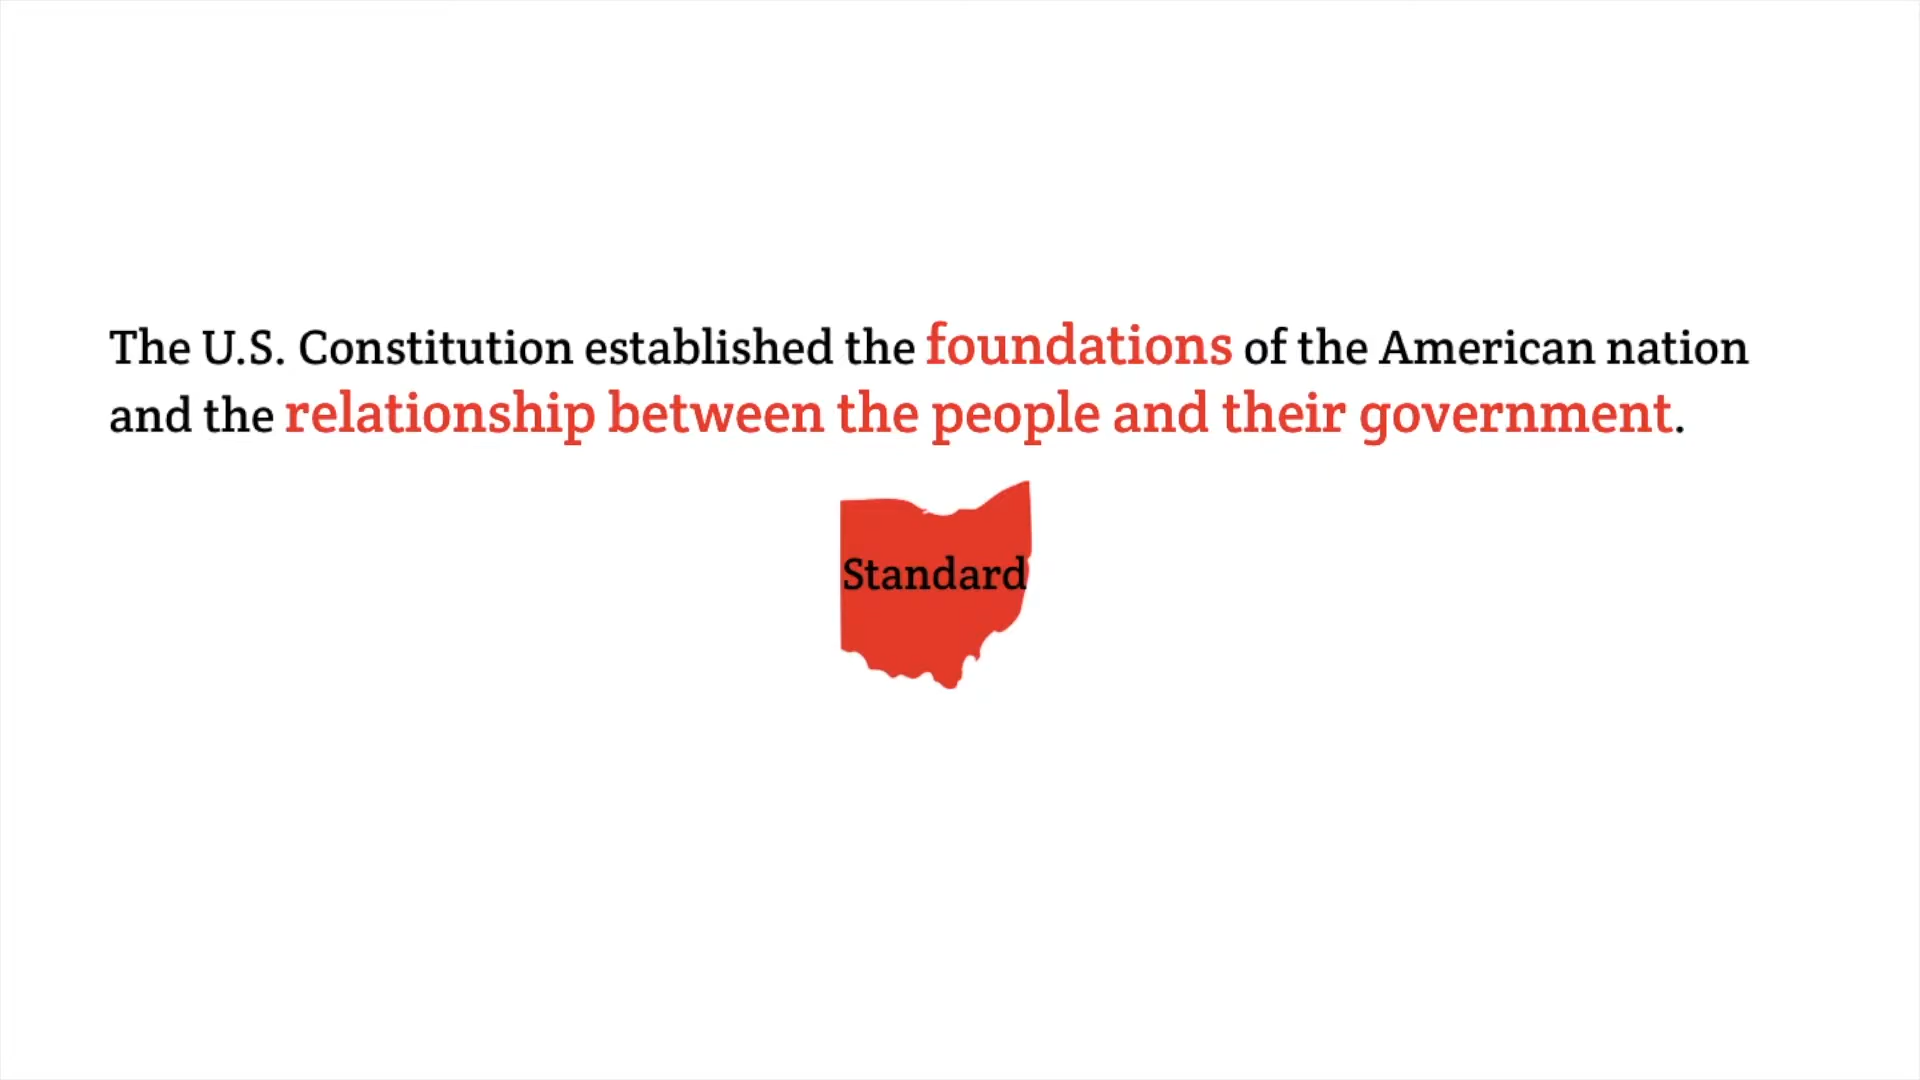 The U.S. Constitution established the foundations of the American nation
and the relationship between the people and their government.
Standard